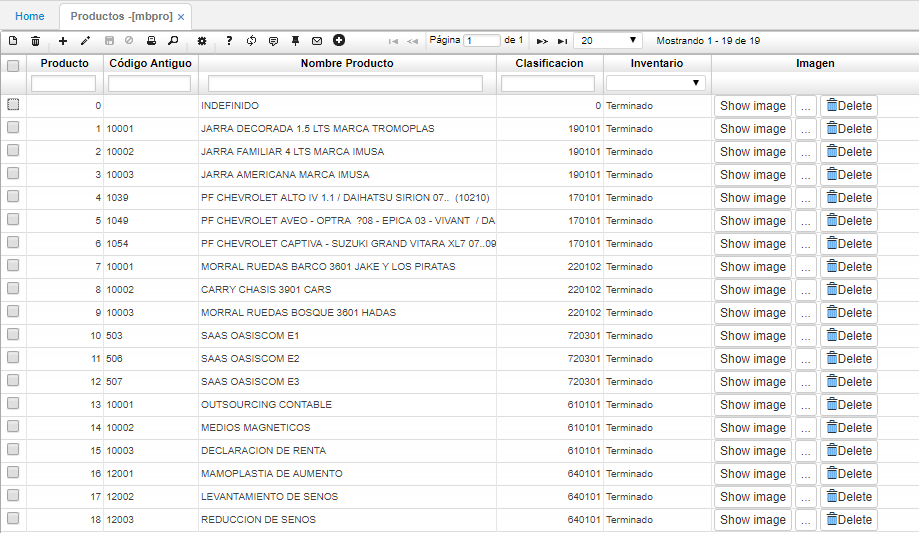 Home Productos -[mbpro] ×
Página 1 de 1 20 Mostrando 1 - 19 de 19
Producto Código Antiguo Nombre Producto Clasificacion Inventario Imagen
0 INDEFINIDO 0 Terminado Show image ... Delete
1 10001 JARRA DECORADA 1.5 LTS MARCA TROMOPLAS 190101 Terminado Show image ... Delete
2 10002 JARRA FAMILIAR 4 LTS MARCA IMUSA 190101 Terminado Show image ... Delete
3 10003 JARRA AMERICANA MARCA IMUSA 190101 Terminado Show image ... Delete
4 1039 PF CHEVROLET ALTO IV 1.1 / DAIHATSU SIRION 07.. (10210) 170101 Terminado Show image ... Delete
5 1049 PF CHEVROLET AVEO - OPTRA ?08 - EPICA 03 - VIVANT / DA 170101 Terminado Show image ... Delete
6 1054 PF CHEVROLET CAPTIVA - SUZUKI GRAND VITARA XL7 07..09 170101 Terminado Show image ... Delete
7 10001 MORRAL RUEDAS BARCO 3601 JAKE Y LOS PIRATAS 220102 Terminado Show image ... Delete
8 10002 CARRY CHASIS 3901 CARS 220102 Terminado Show image ... Delete
9 10003 MORRAL RUEDAS BOSQUE 3601 HADAS 220102 Terminado Show image ... Delete
10 503 SAAS OASISCOM E1 720301 Terminado Show image ... Delete
11 506 SAAS OASISCOM E2 720301 Terminado Show image ... Delete
12 507 SAAS OASISCOM E3 720301 Terminado Show image ... Delete
13 10001 OUTSOURCING CONTABLE 610101 Terminado Show image ... Delete
14 10002 MEDIOS MAGNETICOS 610101 Terminado Show image ... Delete
15 10003 DECLARACION DE RENTA 610101 Terminado Show image ... Delete
16 12001 MAMOPLASTIA DE AUMENTO 640101 Terminado Show image ... Delete
17 12002 LEVANTAMIENTO DE SENOS 640101 Terminado Show image ... Delete
18 12003 REDUCCION DE SENOS 640101 Terminado Show image ... Delete